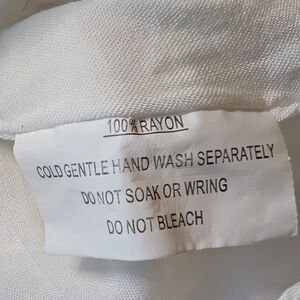 100% RAYON
COLD GENTLE HAND WASH SEPARATELY
DO NOT SOAK OR WRING
DO NOT BLEACH